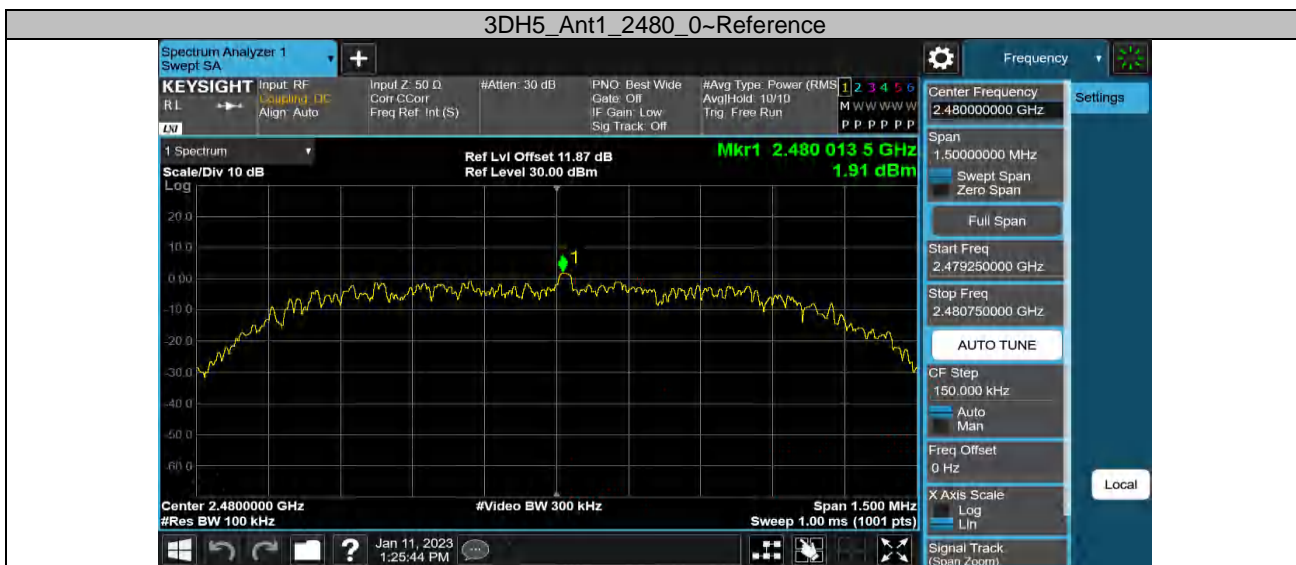 3DH5_Ant1_2480_0~Reference
Spectrum Analyzer 1
Swept SA
+
Frequency
KEYSIGHT
RL
LXI
Input: RF
Coupling: DC
Align: Auto
Input Z: 50 Ω
Corr CCorr
Freq Ref: Int (S)
#Atten: 30 dB
PNO: Best Wide
Gate: Off
IF Gain: Low
Sig Track: Off
#Avg Type: Power (RMS
Avg|Hold: 10/10
Trig: Free Run
1 2 3 4 5 6
M W W W W W
P P P P P P
Center Frequency
2.480000000 GHz
Settings
Span
1.50000000 MHz
Swept Span
Zero Span
Full Span
Start Freq
2.479250000 GHz
Stop Freq
2.480750000 GHz
AUTO TUNE
CF Step
150.000 kHz
Auto
Man
Freq Offset
0 Hz
X Axis Scale
Log
Lin
Signal Track
(Span Zoom)
Local
1 Spectrum
Scale/Div 10 dB
Log
Ref Lvl Offset 11.87 dB
Ref Level 30.00 dBm
Mkr1 2.480 013 5 GHz
1.91 dBm
20.0
10.0
1
0.00
-10.0
-20.0
-30.0
-40.0
-50.0
-60.0
Center 2.4800000 GHz
#Res BW 100 kHz
#Video BW 300 kHz
Span 1.500 MHz
Sweep 1.00 ms (1001 pts)
?
Jan 11, 2023
1:25:44 PM